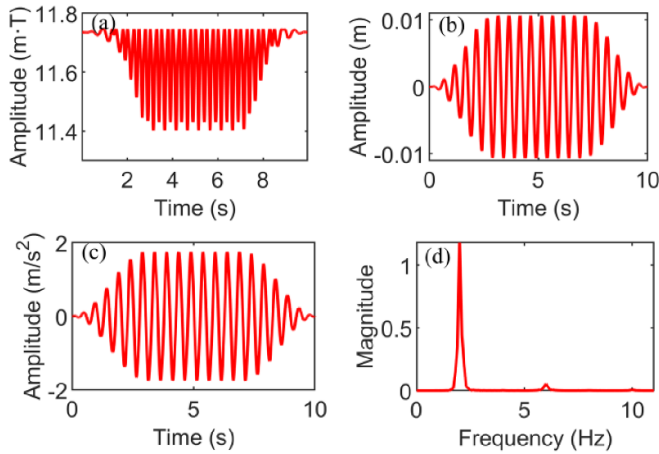 (a)
Amplitude (m·T)
11.8
11.6
11.4
2 4 6 8
Time (s)
(b)
Amplitude (m)
0.01
0
-0.01
0 5 10
Time (s)
(c)
Amplitude (m/s²)
2
0
-2
0 5 10
Time (s)
(d)
Magnitude
1
0.5
0
0 5 10
Frequency (Hz)